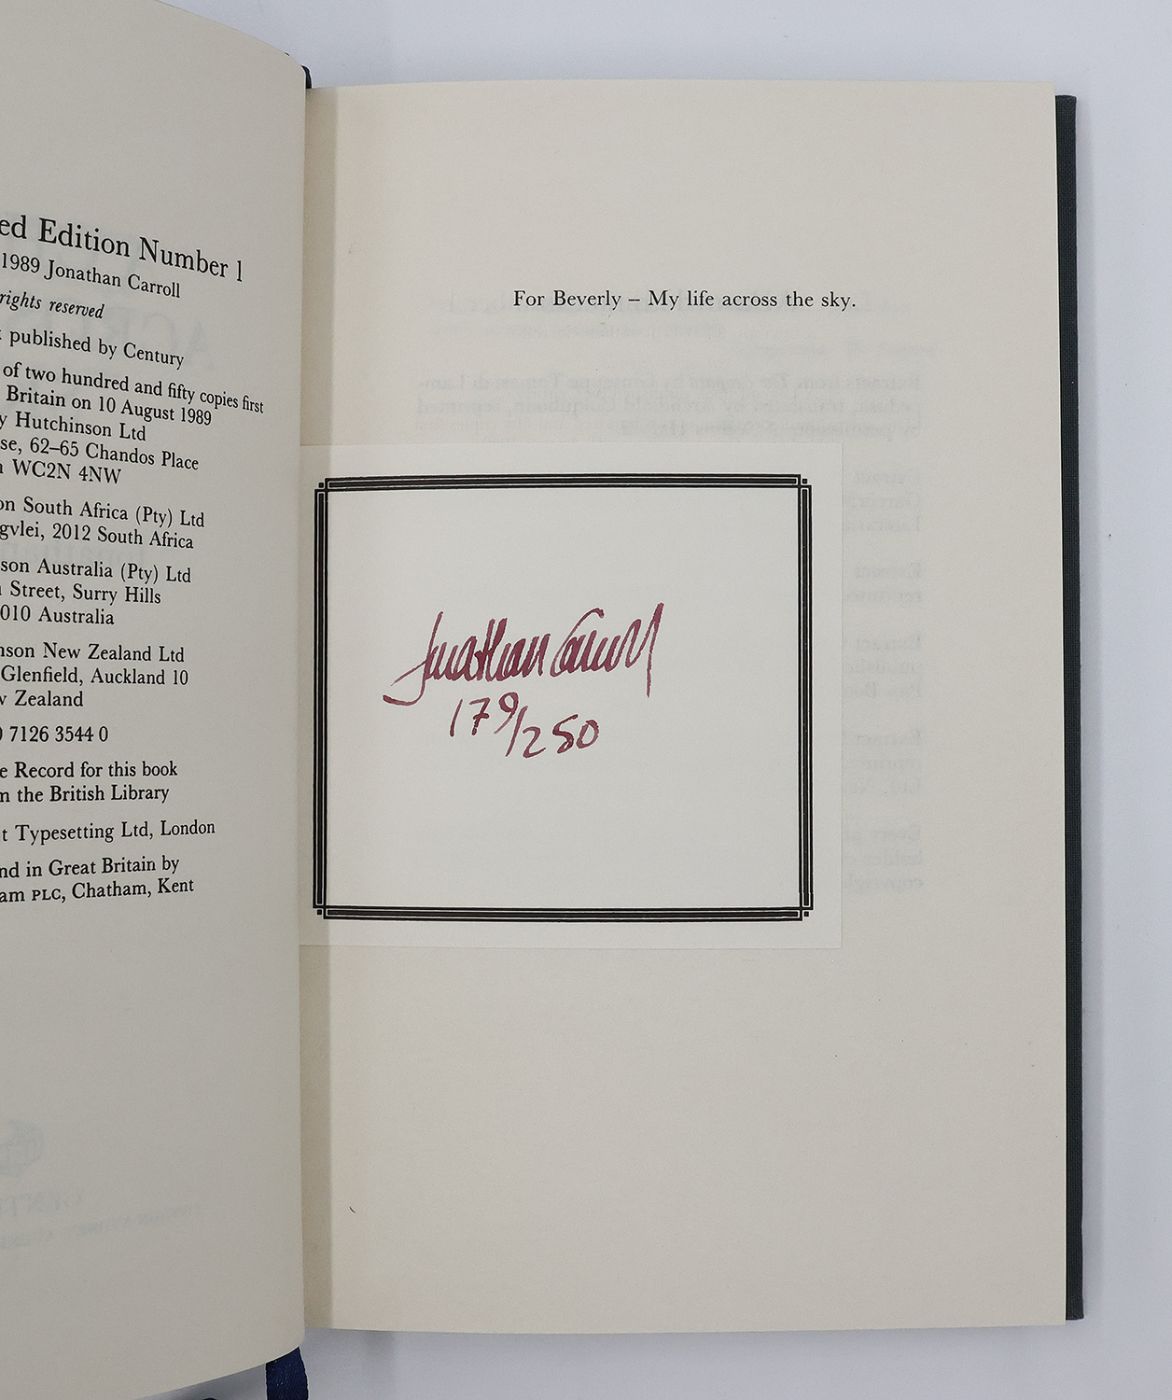 ed Edition Number 1
1989 Jonathan Carroll
rights reserved
published by Century
of two hundred and fifty copies first
Britain on 10 August 1989
y Hutchinson Ltd
se, 62–65 Chandos Place
WC2N 4NW
on South Africa (Pty) Ltd
gvlei, 2012 South Africa
son Australia (Pty) Ltd
Street, Surry Hills
010 Australia
nson New Zealand Ltd
Glenfield, Auckland 10
Zealand
7126 3544 0
e Record for this book
the British Library
t Typesetting Ltd, London
nd in Great Britain by
am PLC, Chatham, Kent
For Beverly – My life across the sky.
Jonathan Carroll
179/250